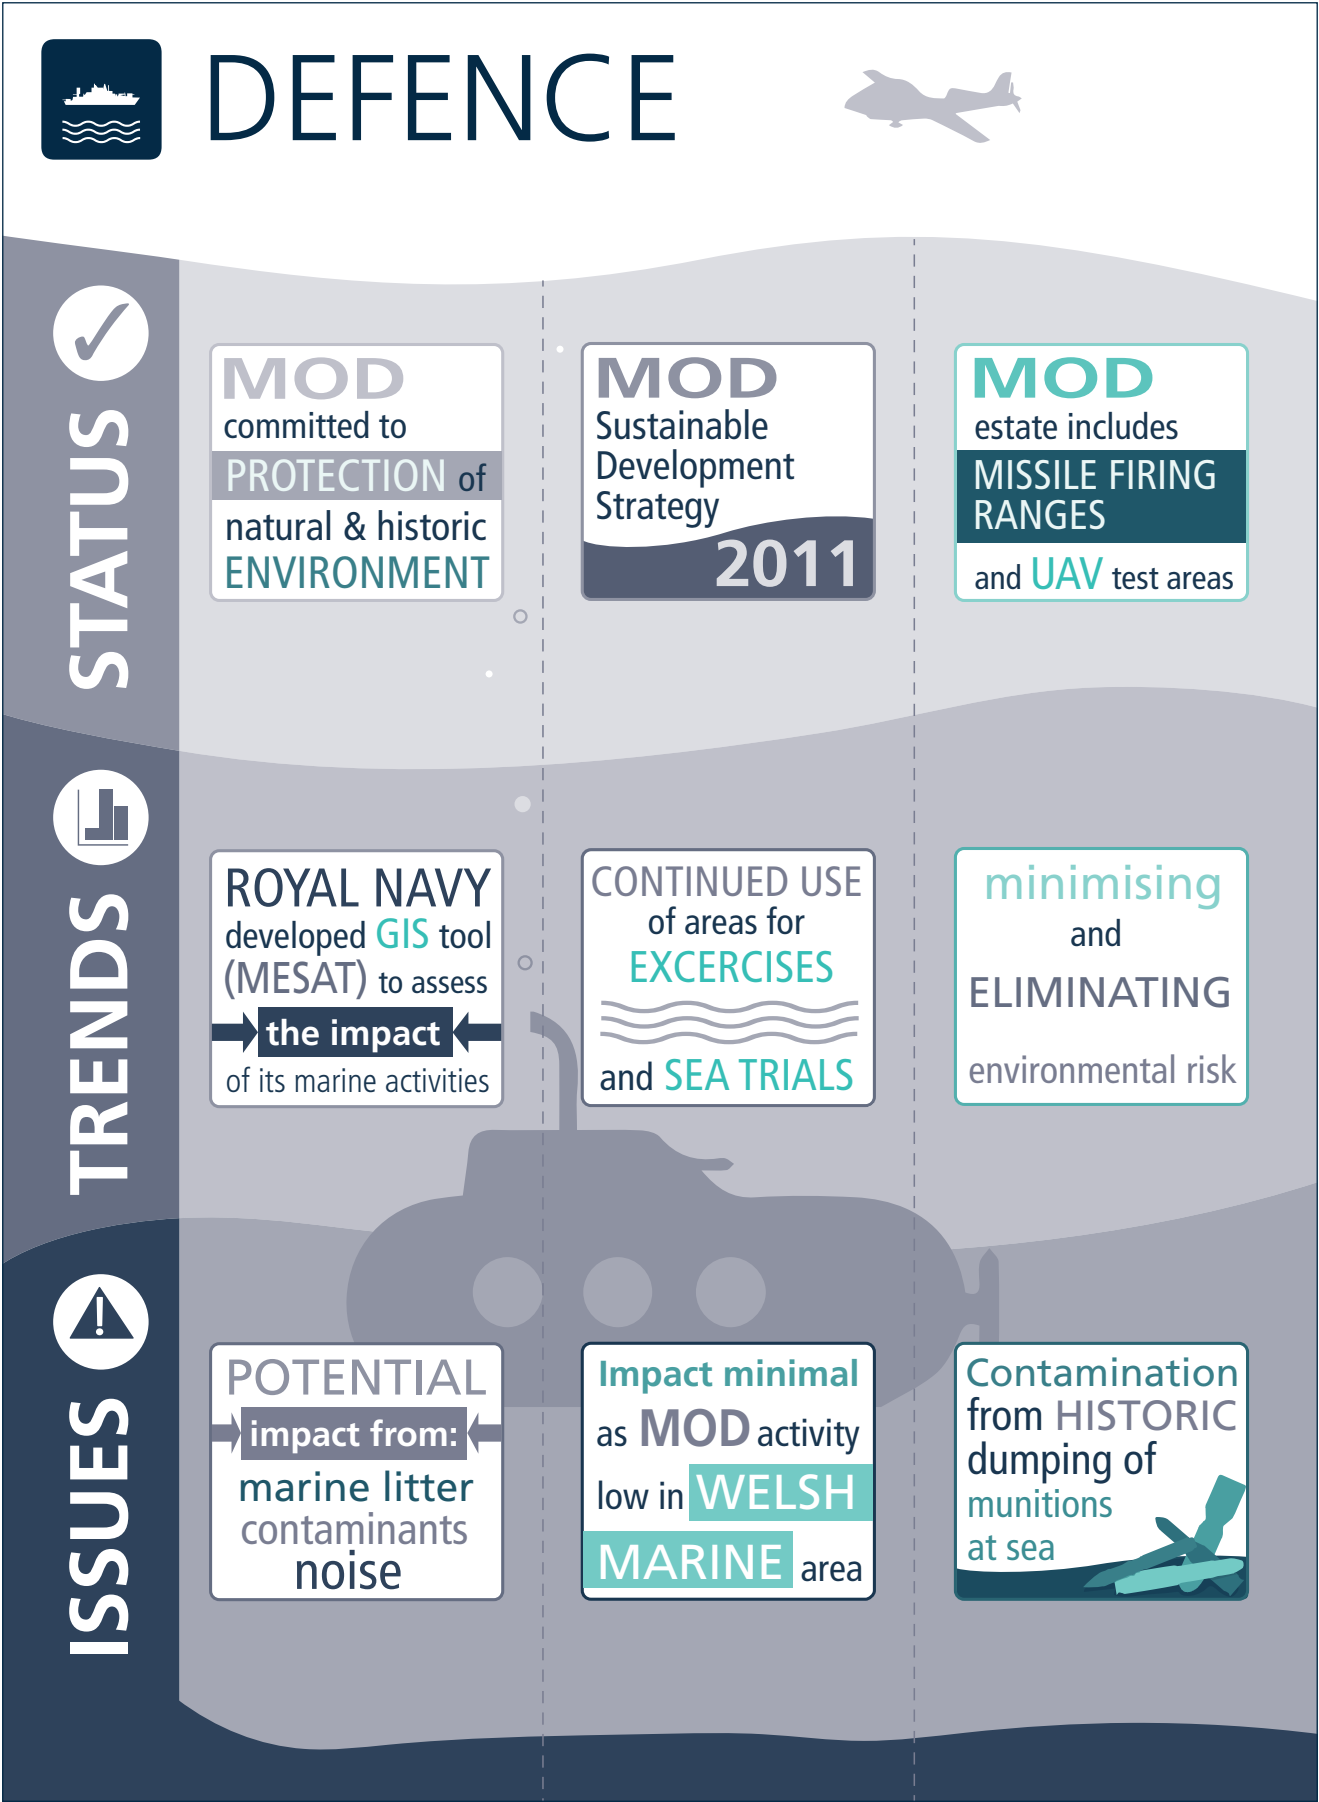 DEFENCE
STATUS
MOD
committed to
PROTECTION of
natural & historic
ENVIRONMENT
MOD
Sustainable
Development
Strategy
2011
MOD
estate includes
MISSILE FIRING
RANGES
and UAV test areas
TRENDS
ROYAL NAVY
developed GIS tool
(MESAT) to assess
the impact
of its marine activities
CONTINUED USE
of areas for
EXCERCISES
and SEA TRIALS
minimising
and
ELIMINATING
environmental risk
ISSUES
POTENTIAL
impact from:
marine litter
contaminants
noise
Impact minimal
as MOD activity
low in WELSH
MARINE area
Contamination
from HISTORIC
dumping of
munitions
at sea